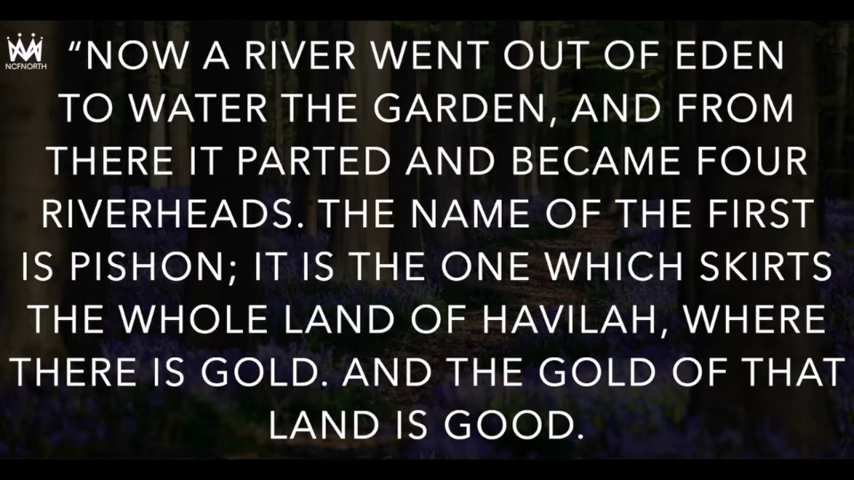 NCFNORTH
“NOW A RIVER WENT OUT OF EDEN
TO WATER THE GARDEN, AND FROM
THERE IT PARTED AND BECAME FOUR
RIVERHEADS. THE NAME OF THE FIRST
IS PISHON; IT IS THE ONE WHICH SKIRTS
THE WHOLE LAND OF HAVILAH, WHERE
THERE IS GOLD. AND THE GOLD OF THAT
LAND IS GOOD.